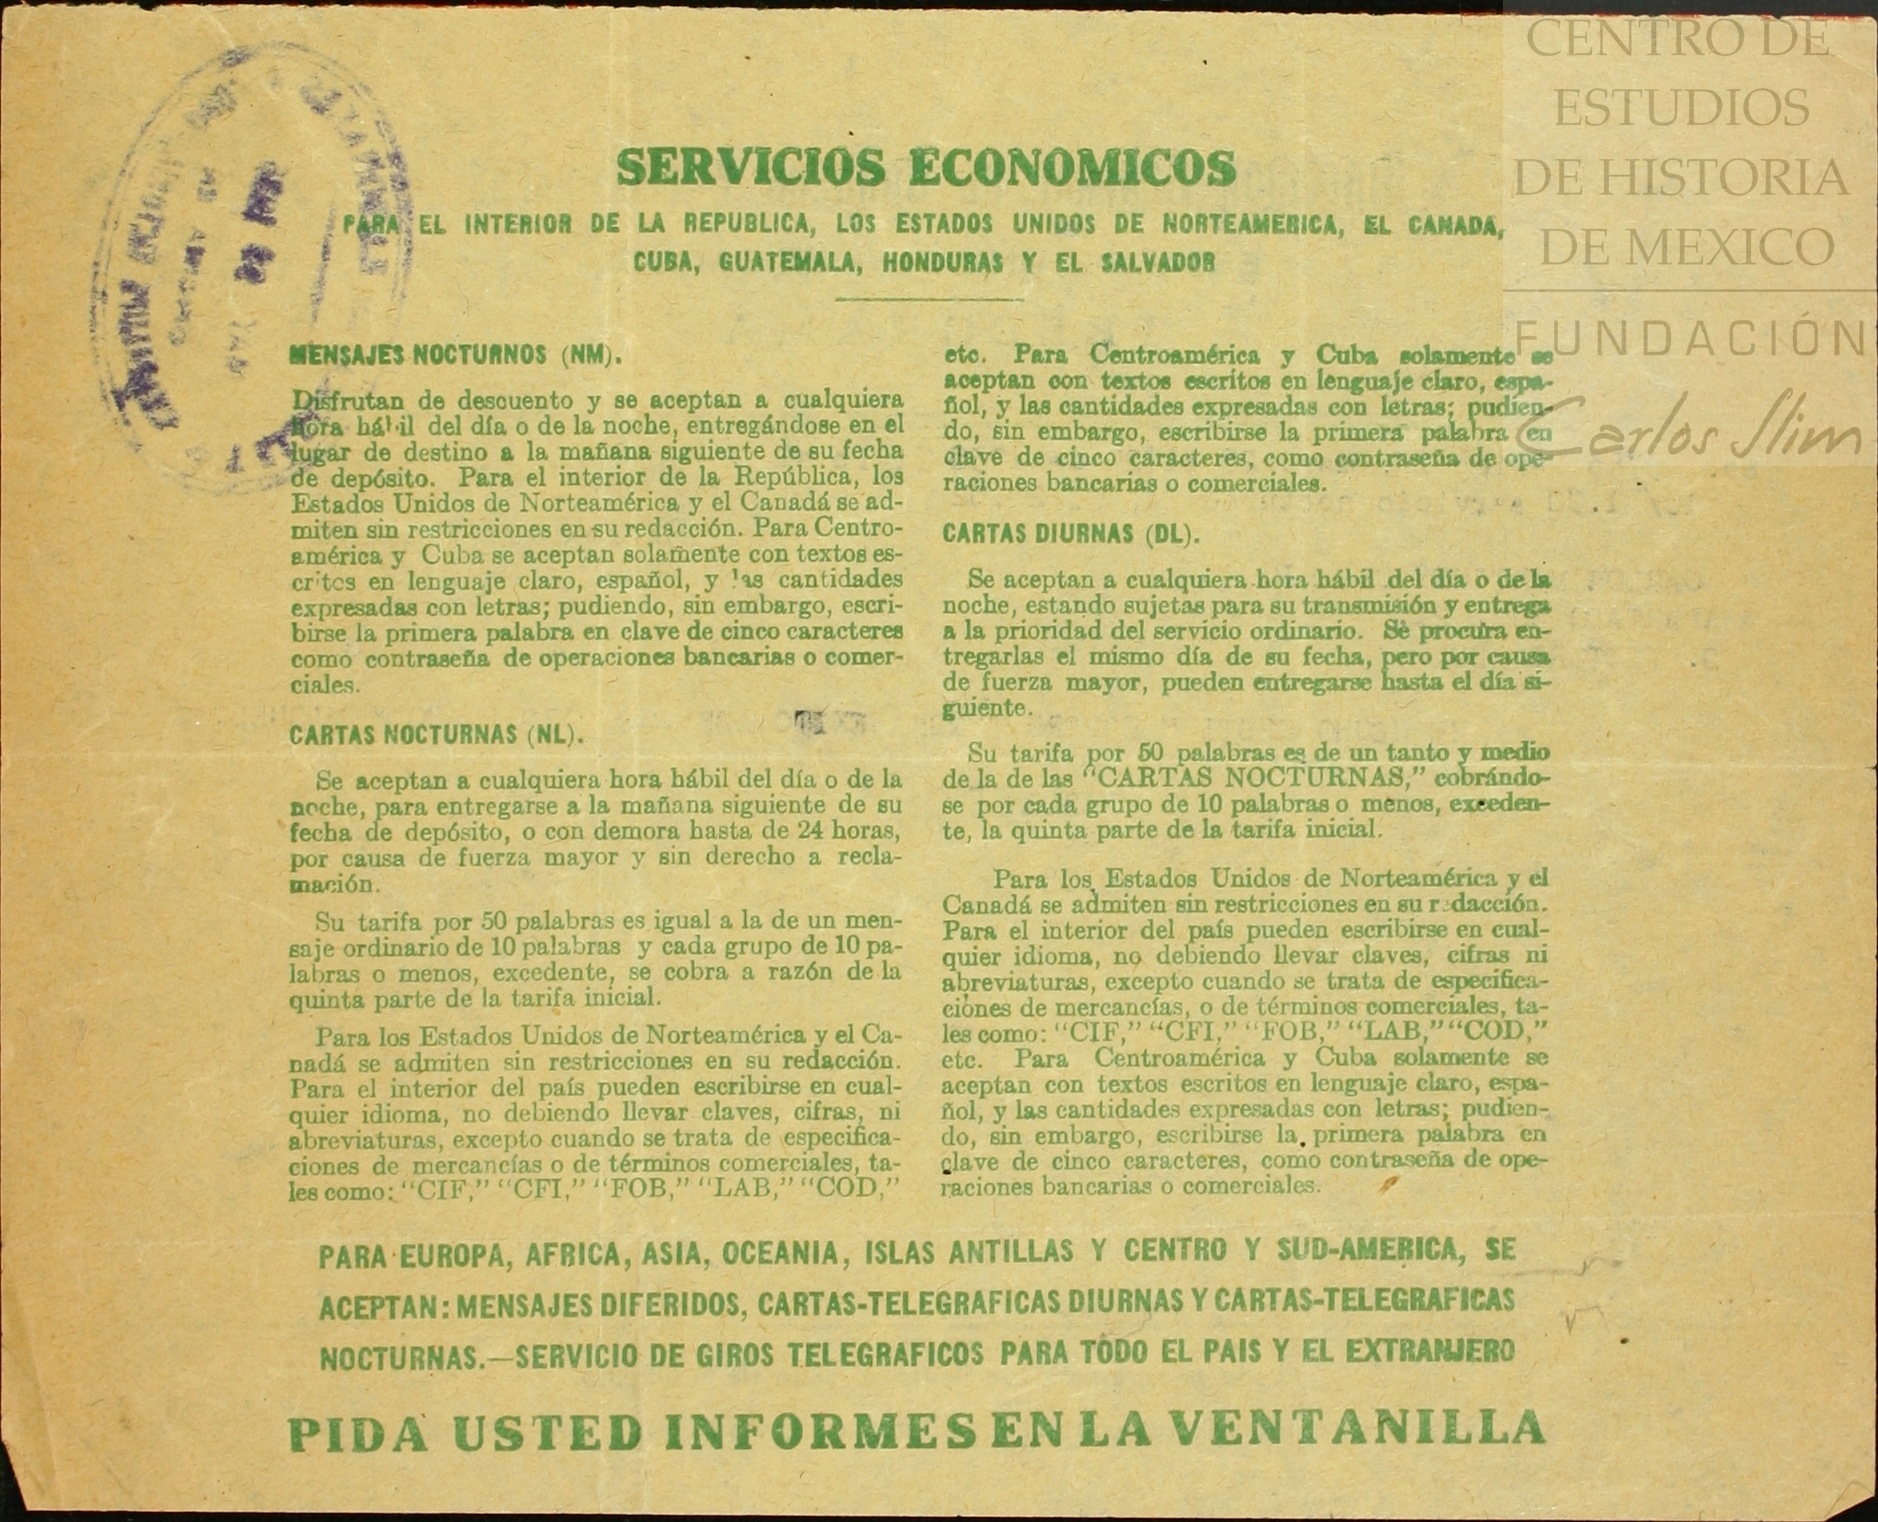 CENTRO DE
ESTUDIOS
DE HISTORIA
DE MEXICO
FUNDACIÓN
Carlos Slim
SERVICIOS ECONOMICOS
PARA EL INTERIOR DE LA REPUBLICA, LOS ESTADOS UNIDOS DE NORTEAMERICA, EL CANADA,
CUBA, GUATEMALA, HONDURAS Y EL SALVADOR
MENSAJES NOCTURNOS (NM).
Disfrutan de descuento y se aceptan a cualquiera
hora hábil del día o de la noche, entregándose en el
lugar de destino a la mañana siguiente de su fecha
de depósito. Para el interior de la República, los
Estados Unidos de Norteamérica y el Canadá se ad-
miten sin restricciones en su redacción. Para Centro-
américa y Cuba se aceptan solamente con textos es-
critos en lenguaje claro, español, y las cantidades
expresadas con letras; pudiendo, sin embargo, escri-
birse la primera palabra en clave de cinco caracteres
como contraseña de operaciones bancarias o comer-
ciales.
CARTAS NOCTURNAS (NL).
Se aceptan a cualquiera hora hábil del día o de la
noche, para entregarse a la mañana siguiente de su
fecha de depósito, o con demora hasta de 24 horas,
por causa de fuerza mayor y sin derecho a recla-
mación.
Su tarifa por 50 palabras es igual a la de un men-
saje ordinario de 10 palabras y cada grupo de 10 pa-
labras o menos, excedente, se cobra a razón de la
quinta parte de la tarifa inicial.
Para los Estados Unidos de Norteamérica y el Ca-
nadá se admiten sin restricciones en su redacción.
Para el interior del país pueden escribirse en cual-
quier idioma, no debiendo llevar claves, cifras, ni
abreviaturas, excepto cuando se trata de especifica-
ciones de mercancías o de términos comerciales, ta-
les como: "CIF," "CFI," "FOB," "LAB," "COD,"
etc. Para Centroamérica y Cuba solamente se
aceptan con textos escritos en lenguaje claro, espa-
ñol, y las cantidades expresadas con letras; pudien-
do, sin embargo, escribirse la primera palabra en
clave de cinco caracteres, como contraseña de ope-
raciones bancarias o comerciales.
CARTAS DIURNAS (DL).
Se aceptan a cualquiera hora hábil del día o de la
noche, estando sujetas para su transmisión y entrega
a la prioridad del servicio ordinario. Se procura en-
tregarlas el mismo día de su fecha, pero por causa
de fuerza mayor, pueden entregarse hasta el día si-
guiente.
Su tarifa por 50 palabras es de un tanto y medio
de la de las "CARTAS NOCTURNAS," cobrándo-
se por cada grupo de 10 palabras o menos, exceden-
te, la quinta parte de la tarifa inicial.
Para los Estados Unidos de Norteamérica y el
Canadá se admiten sin restricciones en su redacción.
Para el interior del país pueden escribirse en cual-
quier idioma, no debiendo llevar claves, cifras ni
abreviaturas, excepto cuando se trata de especifica-
ciones de mercancías, o de términos comerciales, ta-
les como: "CIF," "CFI," "FOB," "LAB," "COD,"
etc. Para Centroamérica y Cuba solamente se
aceptan con textos escritos en lenguaje claro, espa-
ñol, y las cantidades expresadas con letras; pudien-
do, sin embargo, escribirse la primera palabra en
clave de cinco caracteres, como contraseña de ope-
raciones bancarias o comerciales.
PARA EUROPA, AFRICA, ASIA, OCEANIA, ISLAS ANTILLAS Y CENTRO Y SUD-AMERICA, SE
ACEPTAN: MENSAJES DIFERIDOS, CARTAS-TELEGRAFICAS DIURNAS Y CARTAS-TELEGRAFICAS
NOCTURNAS.—SERVICIO DE GIROS TELEGRAFICOS PARA TODO EL PAIS Y EL EXTRANJERO
PIDA USTED INFORMES EN LA VENTANILLA